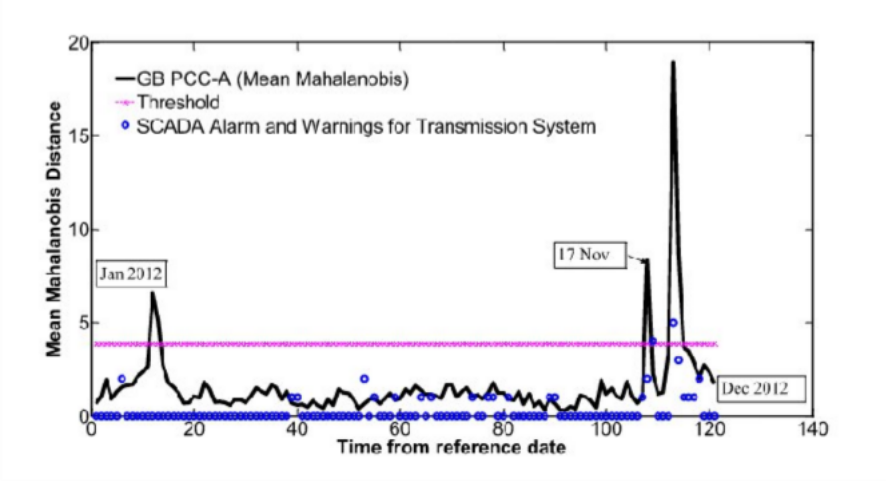 20
GB PCC-A (Mean Mahalanobis)
Threshold
SCADA Alarm and Warnings for Transmission System
15
Mean Mahalanobis Distance
10
17 Nov
Jan 2012
5
Dec 2012
0
0 20 40 60 80 100 120 140
Time from reference date